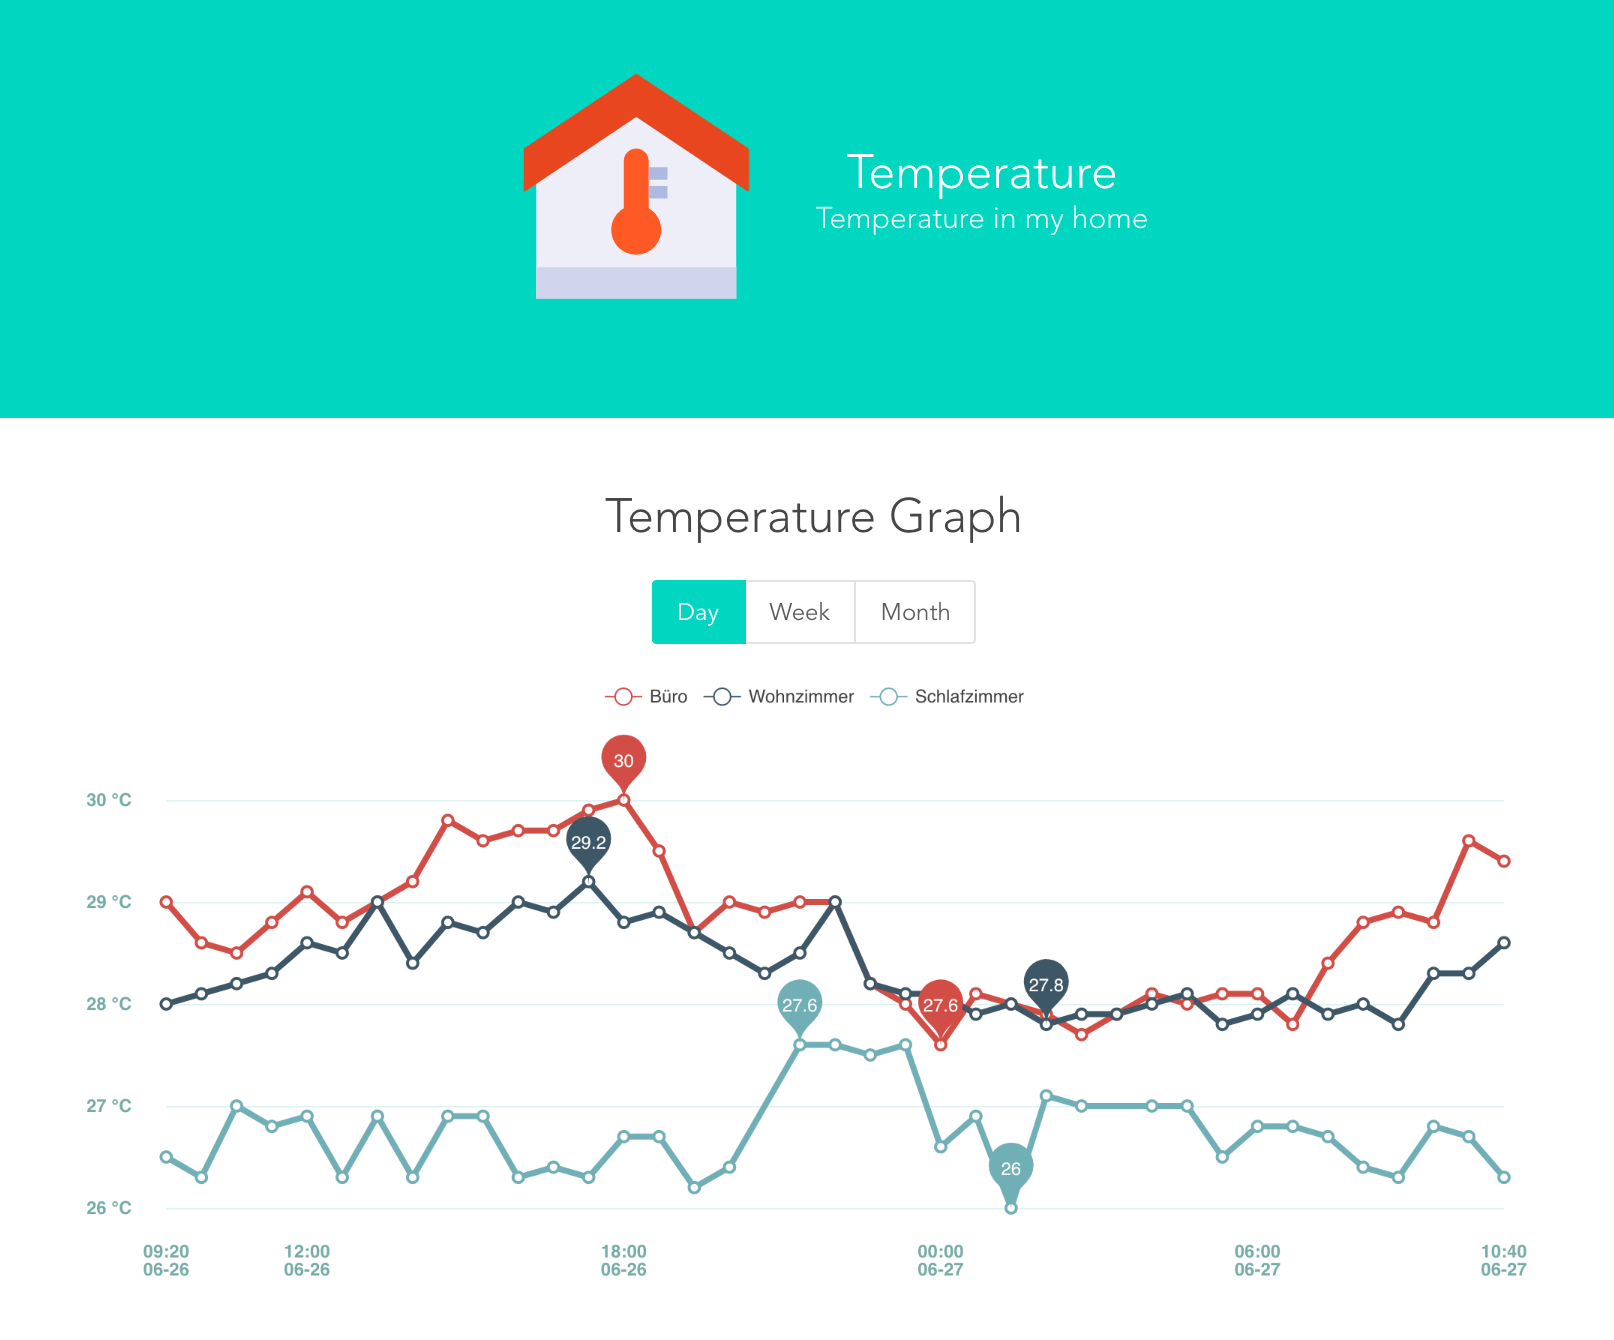 Temperature
Temperature in my home
Temperature Graph
Day Week Month
Büro Wohnzimmer Schlafzimmer
30
30 °C
29.2
29 °C
27.8
28 °C
27.6
27.6
27 °C
26
26 °C
09:20 12:00 18:00 00:00 06:00 10:40
06-26 06-26 06-26 06-27 06-27 06-27